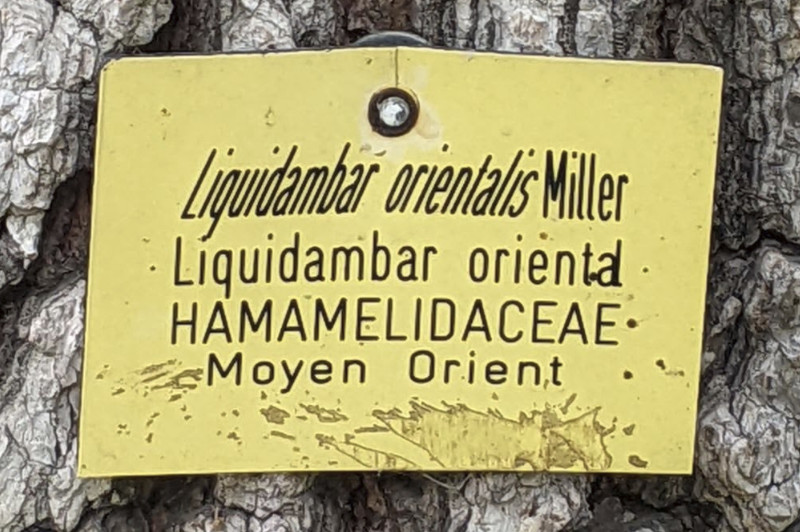 Liquidambar orientalis Miller
Liquidambar oriental
HAMAMELIDACEAE
Moyen Orient